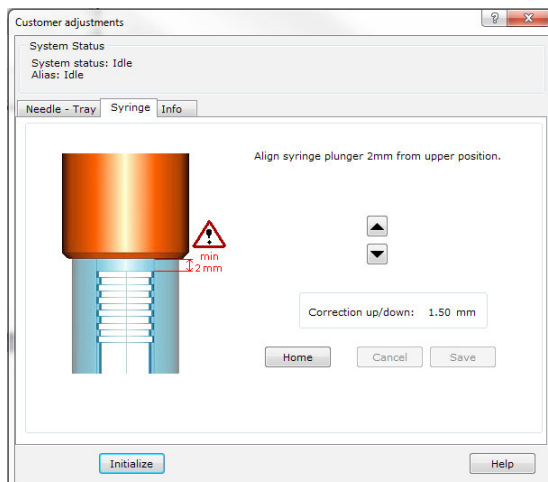 Customer adjustments
System Status
System status: Idle
Alias: Idle
Needle - Tray Syringe Info
Align syringe plunger 2mm from upper position.
min
2 mm
Correction up/down: 1.50 mm
Home Cancel Save
Initialize Help